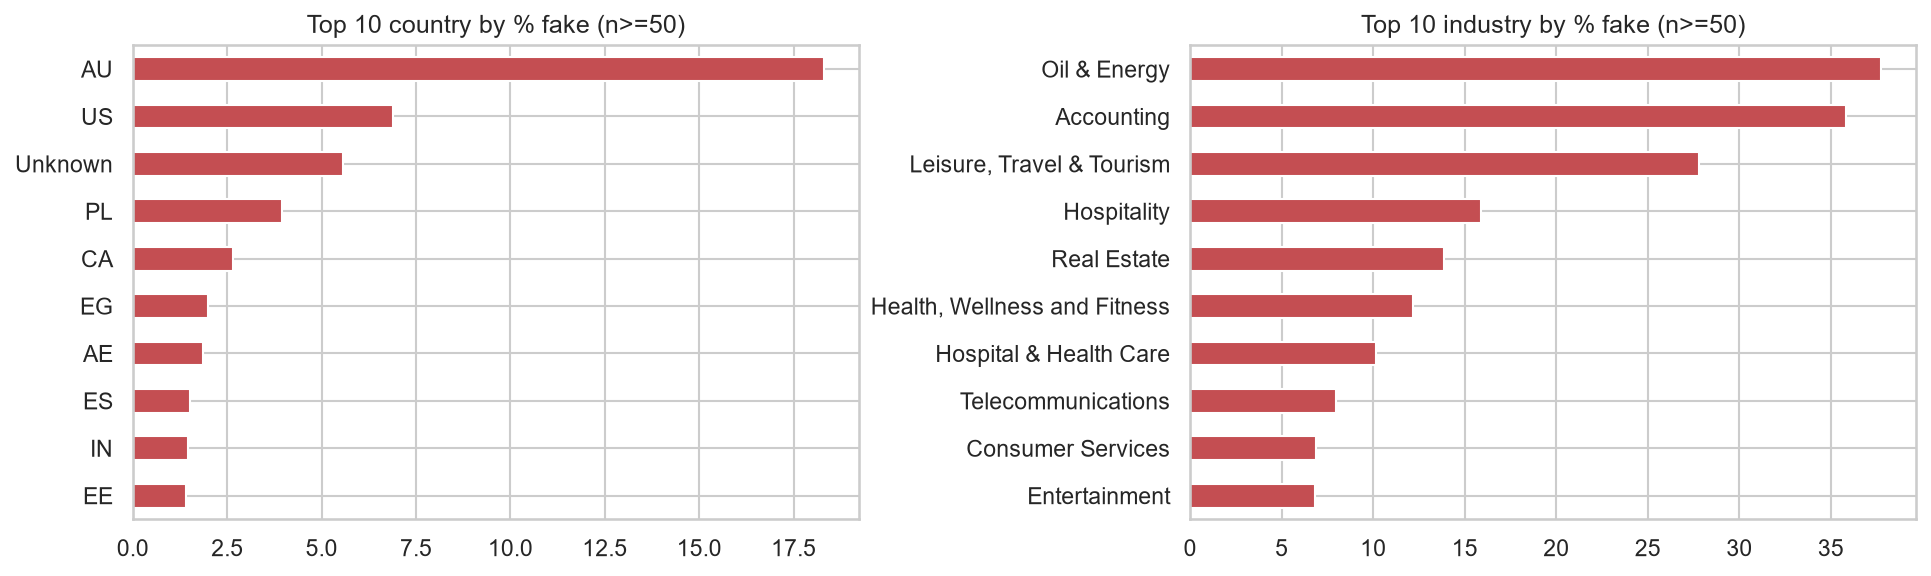 Top 10 country by % fake (n>=50)
AU
US
Unknown
PL
CA
EG
AE
ES
IN
EE
0.0 2.5 5.0 7.5 10.0 12.5 15.0 17.5
Top 10 industry by % fake (n>=50)
Oil & Energy
Accounting
Leisure, Travel & Tourism
Hospitality
Real Estate
Health, Wellness and Fitness
Hospital & Health Care
Telecommunications
Consumer Services
Entertainment
0 5 10 15 20 25 30 35